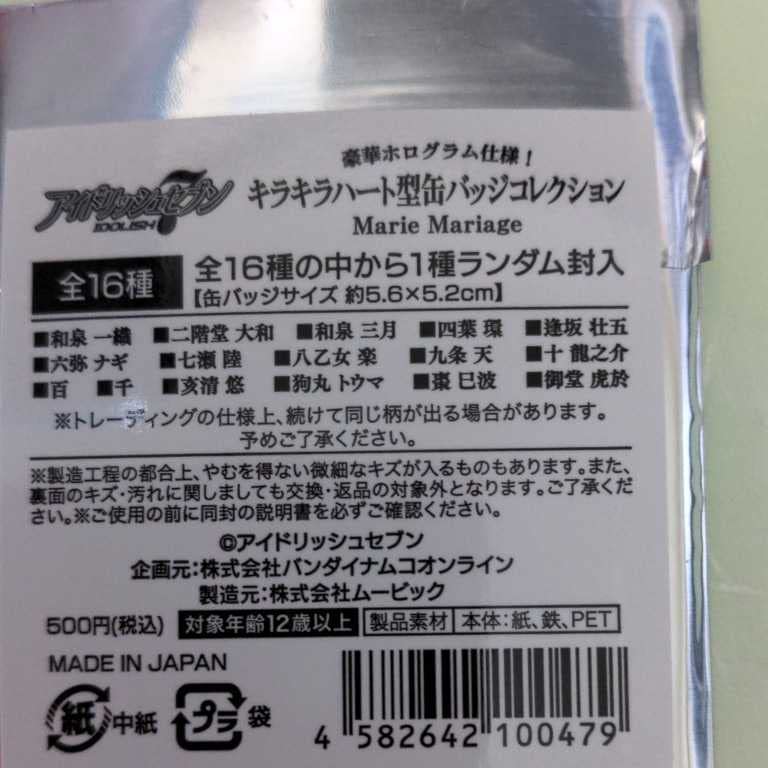 豪華ホログラム仕様!
アイドリッシュセブン
IDOLISH7
キラキラハート型缶バッジコレクション
Marie Mariage
全16種
全16種の中から1種ランダム封入
【缶バッジサイズ 約5.6×5.2cm】
■和泉 一織 ■二階堂 大和 ■和泉 三月 ■四葉 環 ■逢坂 壮五
■六弥 ナギ ■七瀬 陸 ■八乙女 楽 ■九条 天 ■十 龍之介
■百 ■千 ■亥清 悠 ■狗丸 トウマ ■棗 巳波 ■御堂 虎於
※トレーディングの仕様上、続けて同じ柄が出る場合があります。
予めご了承ください。
※製造工程の都合上、やむを得ない微細なキズが入るものもあります。また、
裏面のキズ・汚れに関しましても交換・返品の対象外となります。ご了承くだ
さい。※ご使用の前に同封の説明書を必ずご確認ください。
©アイドリッシュセブン
企画元:株式会社バンダイナムコオンライン
製造元:株式会社ムービック
500円(税込) 対象年齢12歳以上 製品素材 本体:紙、鉄、PET
MADE IN JAPAN
紙 中紙 プラ 袋
4 582642 100479